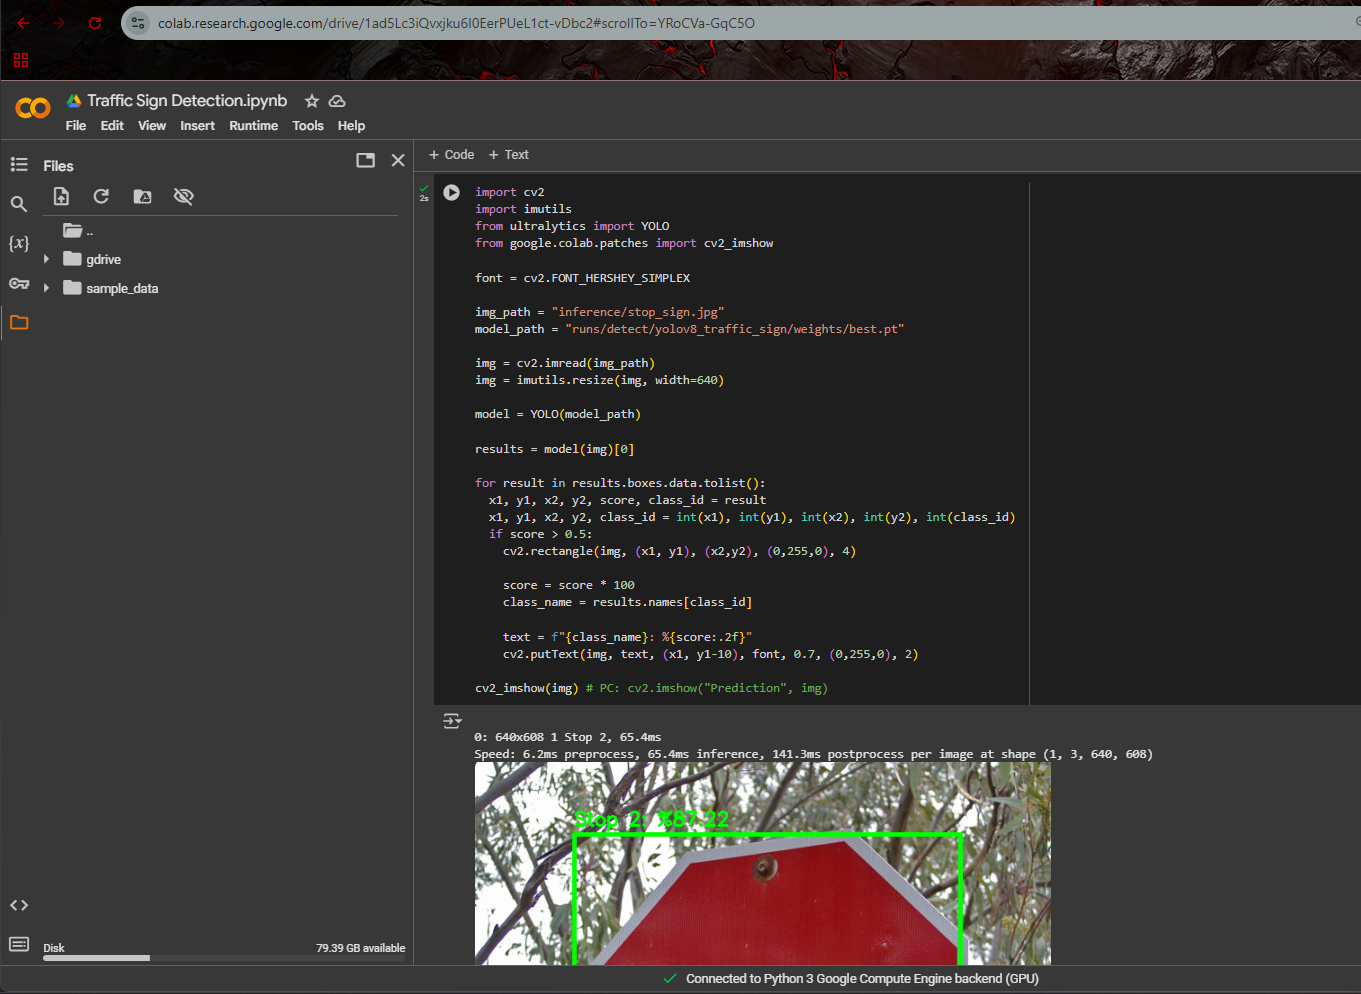 colab.research.google.com/drive/1ad5Lc3iQvxjku6I0EerPUeL1ct-vDbc2#scrollTo=YRoCVa-GqC5O
Traffic Sign Detection.ipynb
File Edit View Insert Runtime Tools Help
Files
..
gdrive
sample_data
Disk 79.39 GB available
+ Code + Text
2s
import cv2
import imutils
from ultralytics import YOLO
from google.colab.patches import cv2_imshow
font = cv2.FONT_HERSHEY_SIMPLEX
img_path = "inference/stop_sign.jpg"
model_path = "runs/detect/yolov8_traffic_sign/weights/best.pt"
img = cv2.imread(img_path)
img = imutils.resize(img, width=640)
model = YOLO(model_path)
results = model(img)[0]
for result in results.boxes.data.tolist():
x1, y1, x2, y2, score, class_id = result
x1, y1, x2, y2, class_id = int(x1), int(y1), int(x2), int(y2), int(class_id)
if score > 0.5:
cv2.rectangle(img, (x1, y1), (x2,y2), (0,255,0), 4)
score = score * 100
class_name = results.names[class_id]
text = f"{class_name}: %{score:.2f}"
cv2.putText(img, text, (x1, y1-10), font, 0.7, (0,255,0), 2)
cv2_imshow(img) # PC: cv2.imshow("Prediction", img)
0: 640x608 1 Stop 2, 65.4ms
Speed: 6.2ms preprocess, 65.4ms inference, 141.3ms postprocess per image at shape (1, 3, 640, 608)
Stop 2: %87.22
Connected to Python 3 Google Compute Engine backend (GPU)